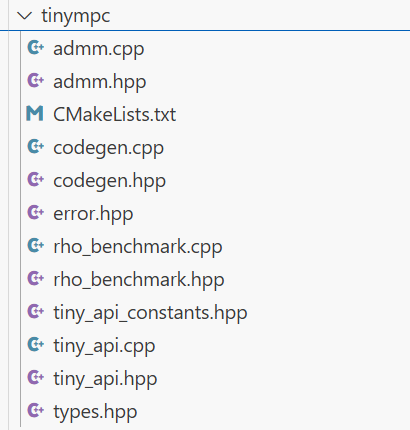 tinympc
admm.cpp
admm.hpp
CMakeLists.txt
codegen.cpp
codegen.hpp
error.hpp
rho_benchmark.cpp
rho_benchmark.hpp
tiny_api_constants.hpp
tiny_api.cpp
tiny_api.hpp
types.hpp